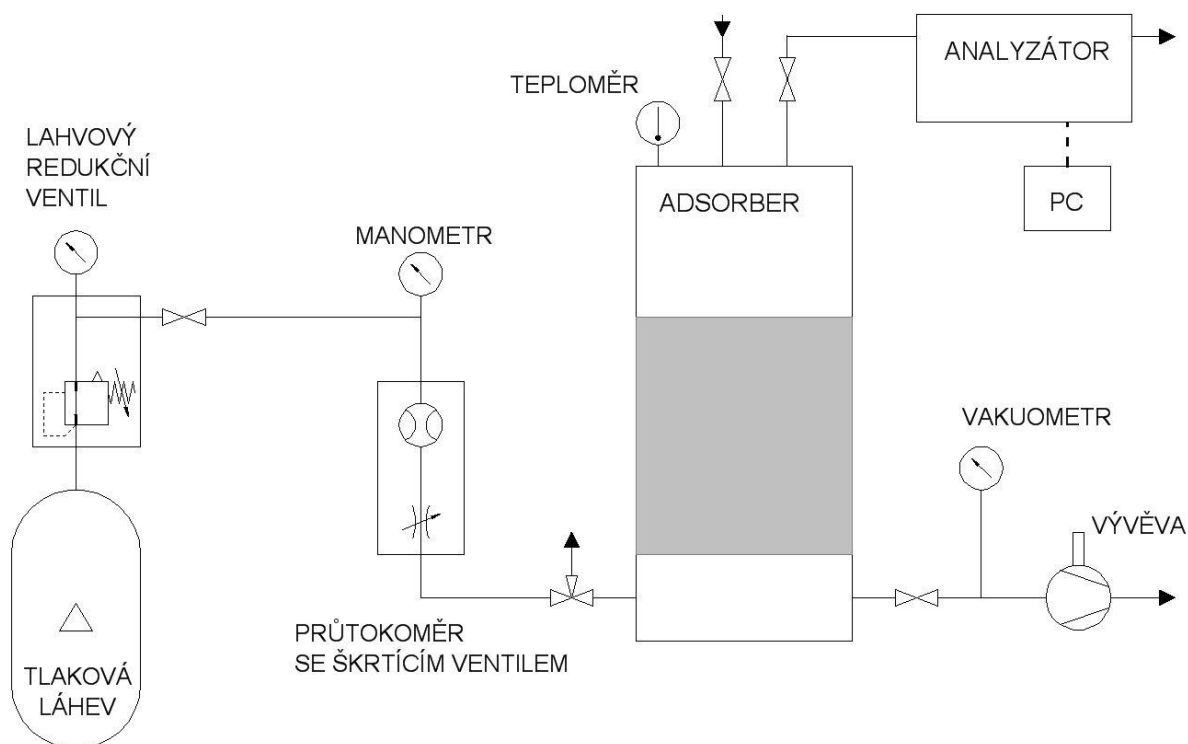 TEPLOMĚR
ANALYZÁTOR
LAHVOVÝ
REDUKČNÍ
VENTIL
ADSORBER
PC
MANOMETR
VAKUOMETR
VÝVĚVA
PRŮTOKOMĚR
SE ŠKRTÍCÍM VENTILEM
TLAKOVÁ
LÁHEV